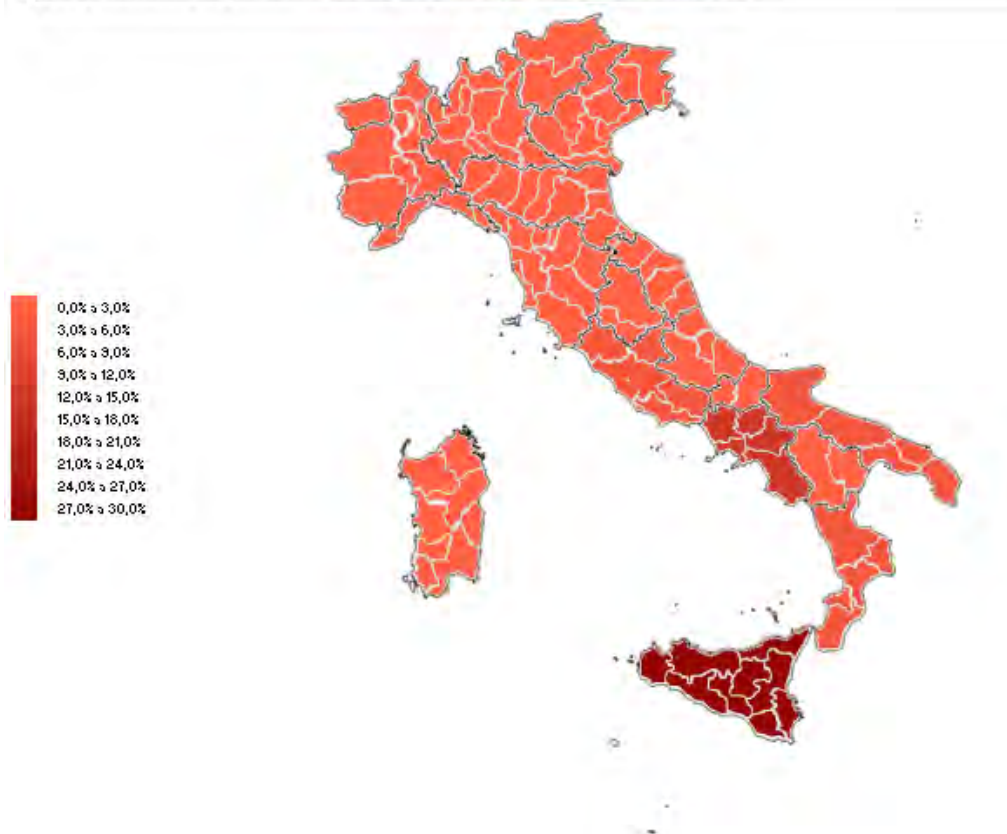 0,0% a 3,0%
3,0% a 6,0%
6,0% a 9,0%
9,0% a 12,0%
12,0% a 15,0%
15,0% a 18,0%
18,0% a 21,0%
21,0% a 24,0%
24,0% a 27,0%
27,0% a 30,0%